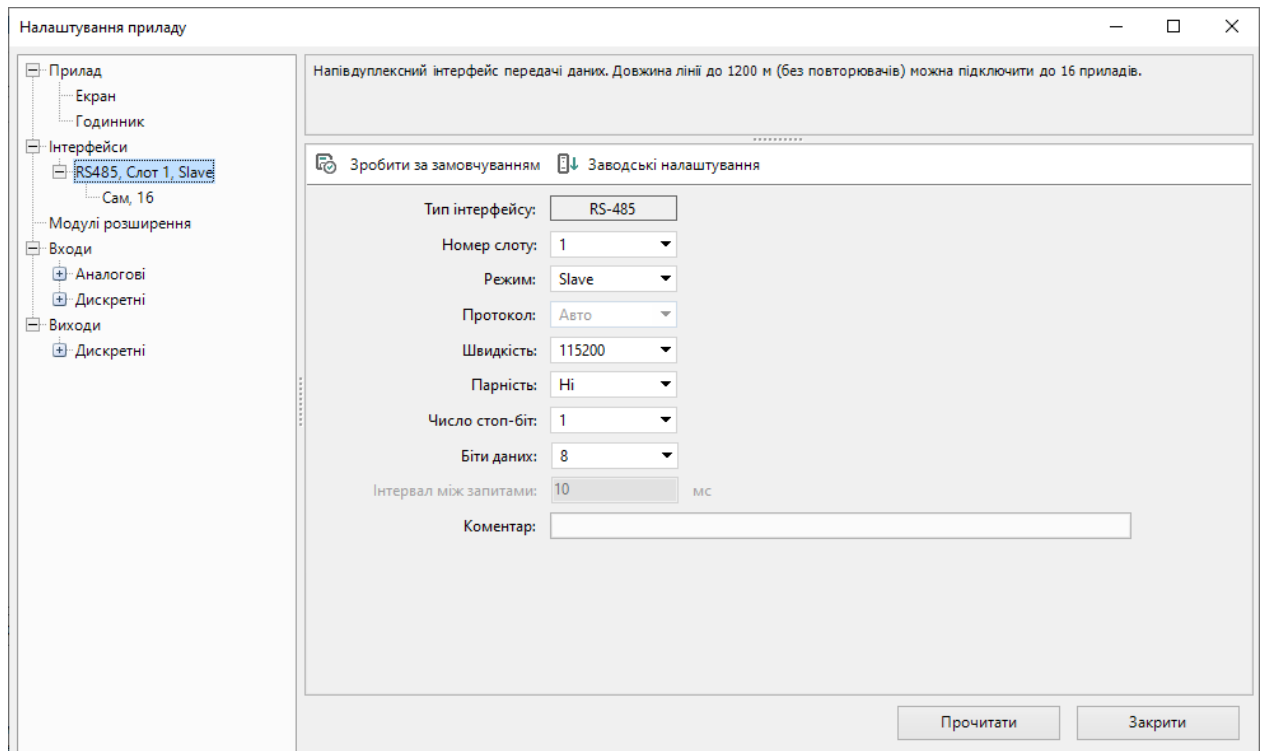 Налаштування приладу
Прилад
Екран
Годинник
Інтерфейси
RS485, Слот 1, Slave
Сам, 16
Модулі розширення
Входи
Аналогові
Дискретні
Виходи
Дискретні
Напівдуплексний інтерфейс передачі даних. Довжина лінії до 1200 м (без повторювачів) можна підключити до 16 приладів.
Зробити за замовчуванням Заводські налаштування
Тип інтерфейсу: RS-485
Номер слоту: 1
Режим: Slave
Протокол: Авто
Швидкість: 115200
Парність: Ні
Число стоп-біт: 1
Біти даних: 8
Інтервал між запитами: 10 мс
Коментар:
Прочитати Закрити